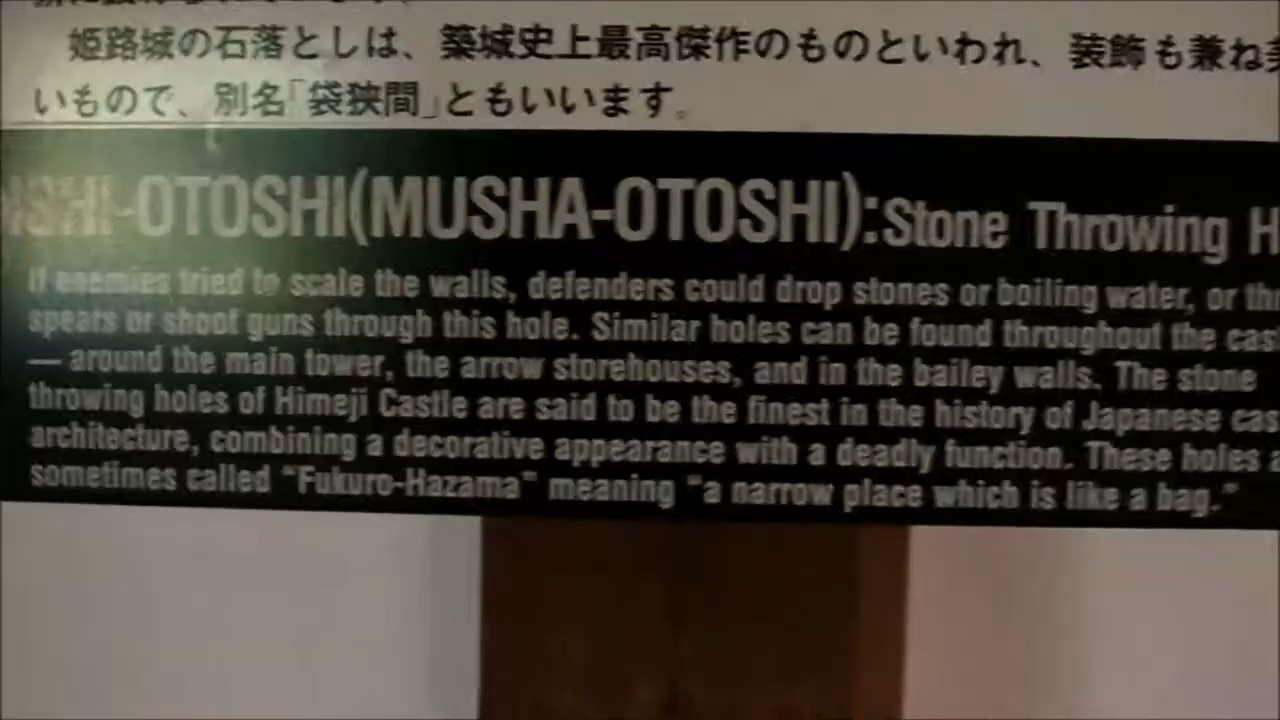 姫路城の石落としは、築城史上最高傑作のものといわれ、装飾も兼ね
いもので、別名「袋狭間」ともいいます。
ISHI-OTOSHI(MUSHA-OTOSHI):Stone Throwing
If enemies tried to scale the walls, defenders could drop stones or boiling water, or
spears or shoot guns through this hole. Similar holes can be found throughout the
— around the main tower, the arrow storehouses, and in the bailey walls. The stone
throwing holes of Himeji Castle are said to be the finest in the history of Japanese
architecture, combining a decorative appearance with a deadly function. These holes
sometimes called "Fukuro-Hazama" meaning "a narrow place which is like a bag."